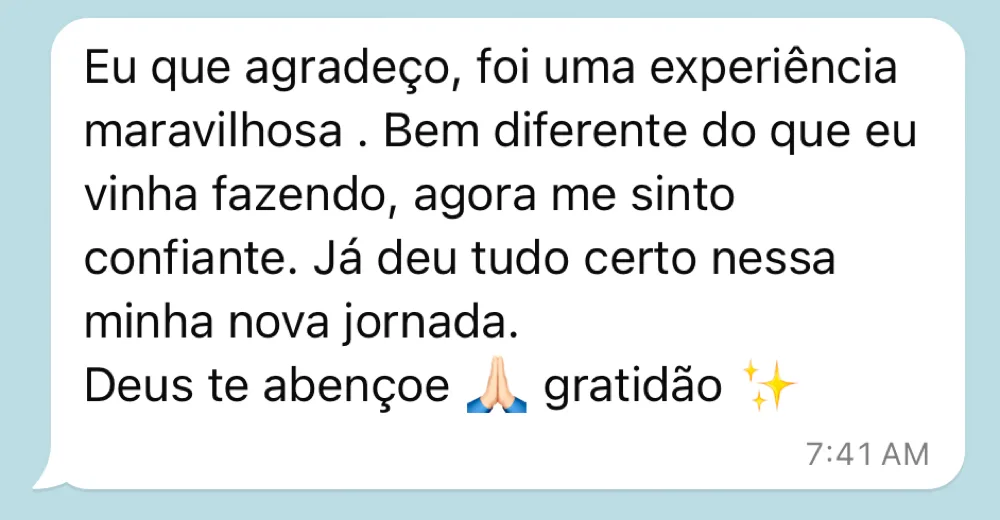 Eu que agradeço, foi uma experiência
maravilhosa . Bem diferente do que eu
vinha fazendo, agora me sinto
confiante. Já deu tudo certo nessa
minha nova jornada.
Deus te abençoe 🙏🏻 gratidão ✨
7:41 AM